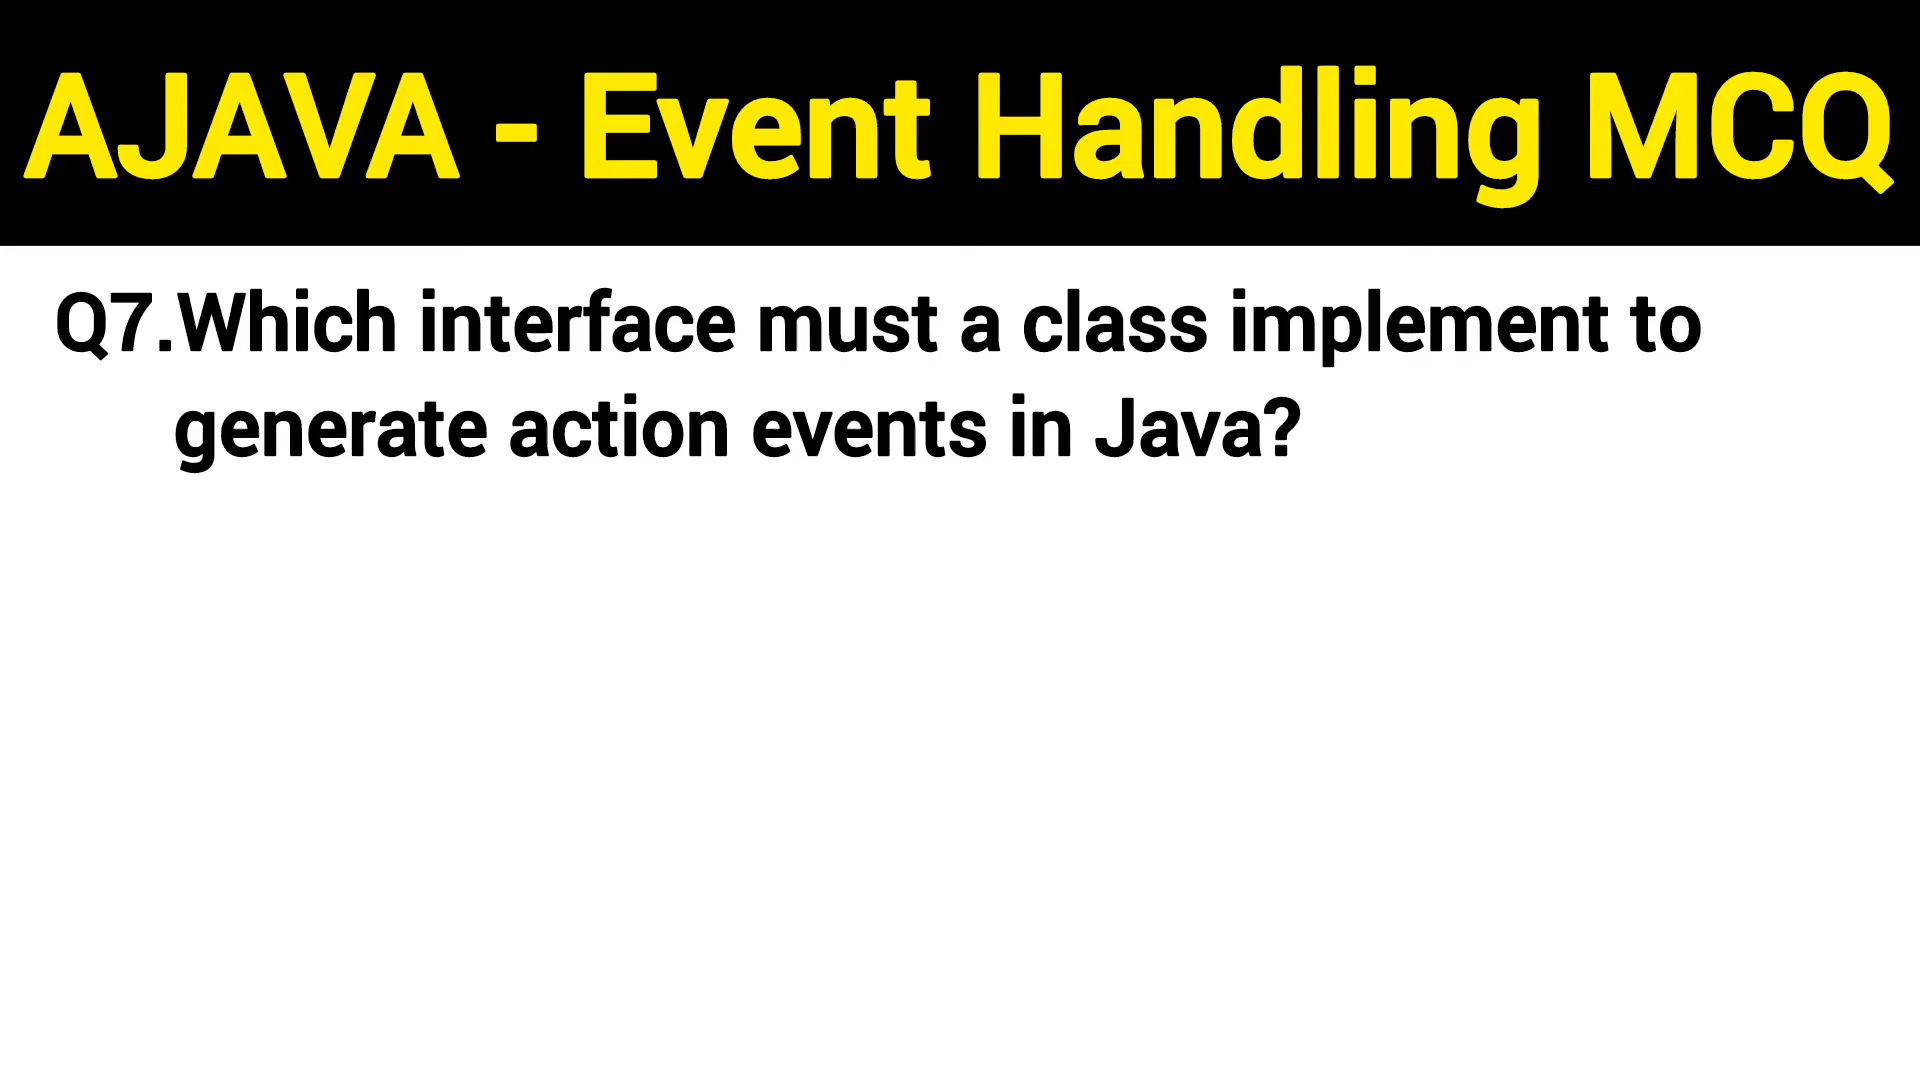 AJAVA - Event Handling MCQ
Q7.Which interface must a class implement to
generate action events in Java?